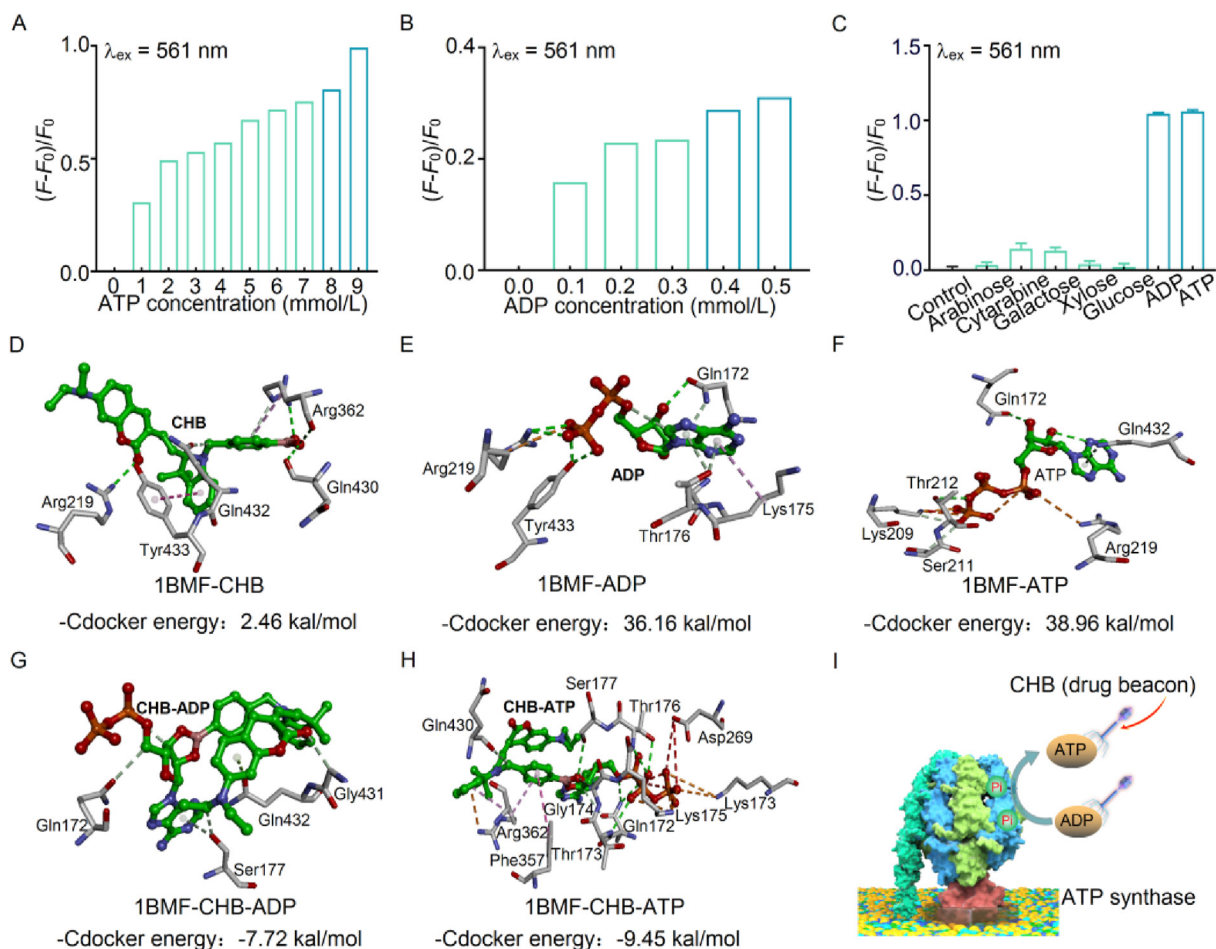 A
λex = 561 nm
(F-F0)/F0
1.0
0.5
0.0
0 1 2 3 4 5 6 7 8 9
ATP concentration (mmol/L)
B
λex = 561 nm
(F-F0)/F0
0.4
0.2
0.0
0.0 0.1 0.2 0.3 0.4 0.5
ADP concentration (mmol/L)
C
λex = 561 nm
(F-F0)/F0
1.5
1.0
0.5
0.0
Control
Arabinose
Cytarabine
Galactose
Xylose
Glucose
ADP
ATP
D
CHB
Arg362
Arg219
Gln430
Gln432
Tyr433
1BMF-CHB
-Cdocker energy：2.46 kal/mol
E
Gln172
Arg219
ADP
Tyr433
Lys175
Thr176
1BMF-ADP
-Cdocker energy：36.16 kal/mol
F
Gln172
Gln432
ATP
Thr212
Lys209
Ser211
Arg219
1BMF-ATP
-Cdocker energy：38.96 kal/mol
G
CHB-ADP
Gly431
Gln172
Gln432
Ser177
1BMF-CHB-ADP
-Cdocker energy：-7.72 kal/mol
H
Ser177
CHB-ATP
Thr176
Gln430
Asp269
Gly174
Lys173
Lys175
Arg362
Gln172
Phe357
Thr173
1BMF-CHB-ATP
-Cdocker energy：-9.45 kal/mol
I
CHB (drug beacon)
ATP
Pi
Pi
ADP
ATP synthase